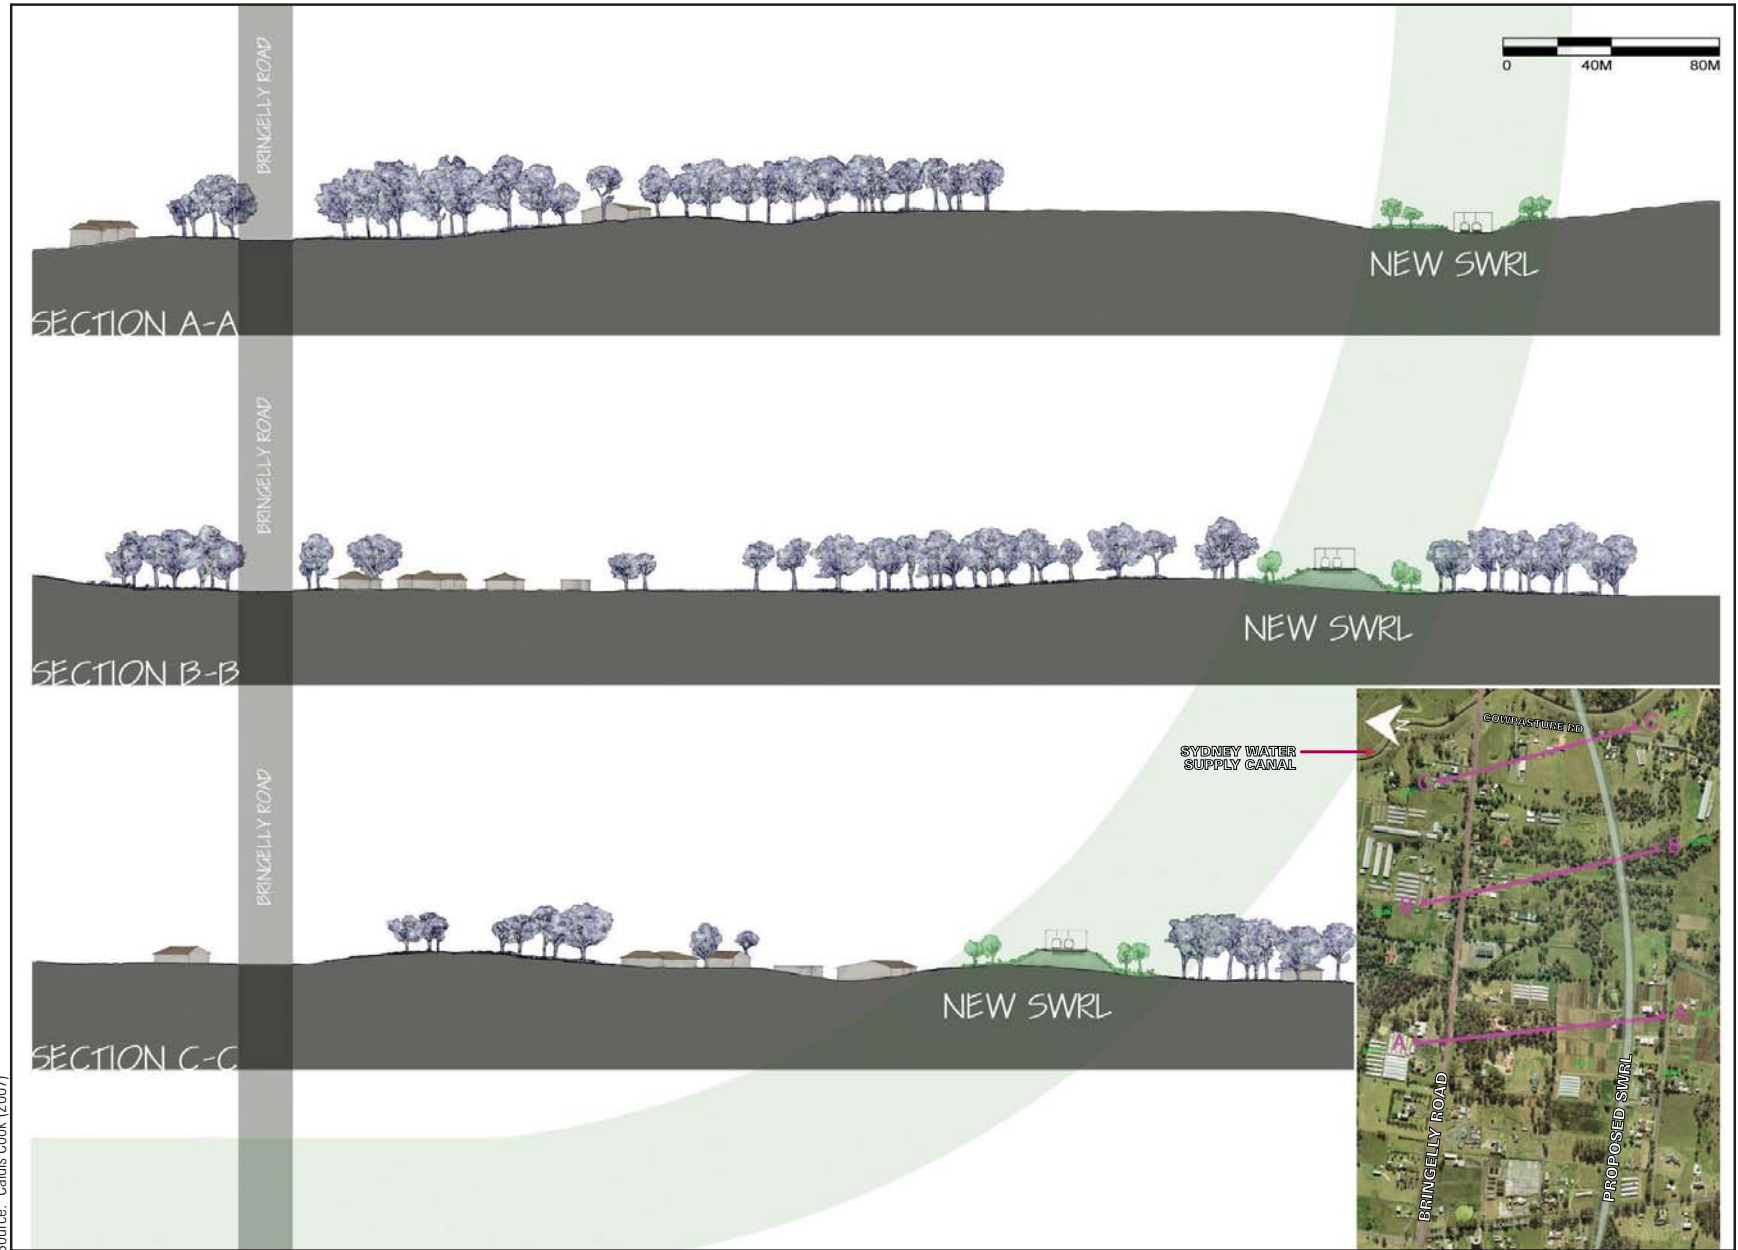 0 40M 80M
BRINGELLY ROAD
NEW SWRL
SECTION A-A
BRINGELLY ROAD
NEW SWRL
SECTION B-B
BRINGELLY ROAD
NEW SWRL
SECTION C-C
SYDNEY WATER
SUPPLY CANAL
N
COWPASTURE RD
C
C
B
B
A
A
BRINGELLY ROAD
PROPOSED SWRL
Source: Caldis Cook (2007)